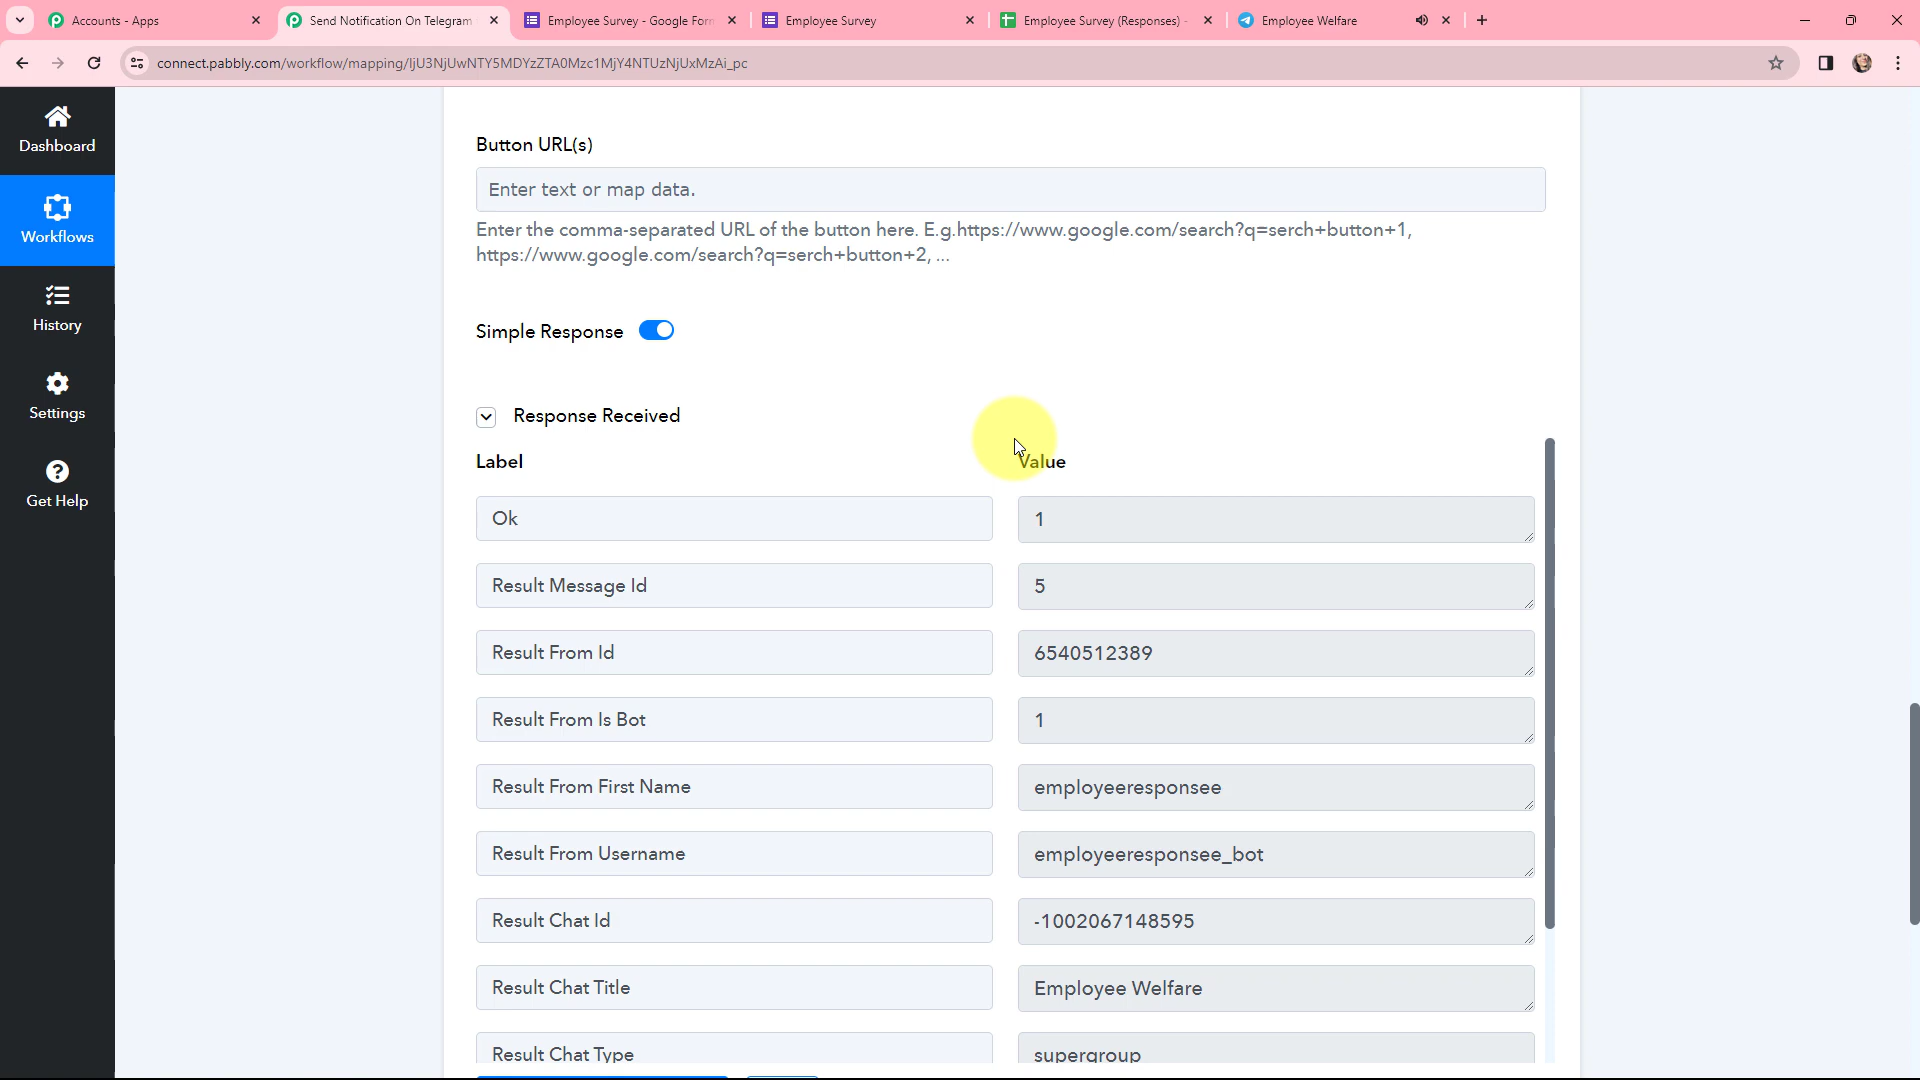 Accounts - Apps
Send Notification On Telegram
Employee Survey - Google Form
Employee Survey
Employee Survey (Responses) -
Employee Welfare
connect.pabbly.com/workflow/mapping/IjU3NjUwNTY5MDYzZTA0Mzc1MjY4NTUzNjUxMzAi_pc
Dashboard
Workflows
History
Settings
Get Help
Button URL(s)
Enter text or map data.
Enter the comma-separated URL of the button here. E.g.https://www.google.com/search?q=serch+button+1,
https://www.google.com/search?q=serch+button+2, ...
Simple Response
Response Received
Label Value
Ok 1
Result Message Id 5
Result From Id 6540512389
Result From Is Bot 1
Result From First Name employeeresponsee
Result From Username employeeresponsee_bot
Result Chat Id -1002067148595
Result Chat Title Employee Welfare
Result Chat Type supergroup